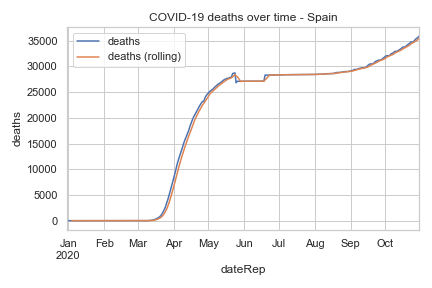 COVID-19 deaths over time - Spain
deaths
deaths (rolling)
35000
30000
25000
20000
15000
10000
5000
0
deaths
Jan Feb Mar Apr May Jun Jul Aug Sep Oct
2020
dateRep